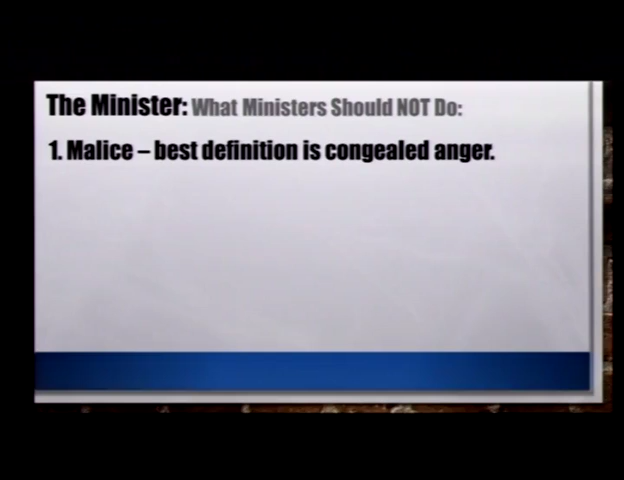 The Minister: What Ministers Should NOT Do:
1. Malice – best definition is congealed anger.